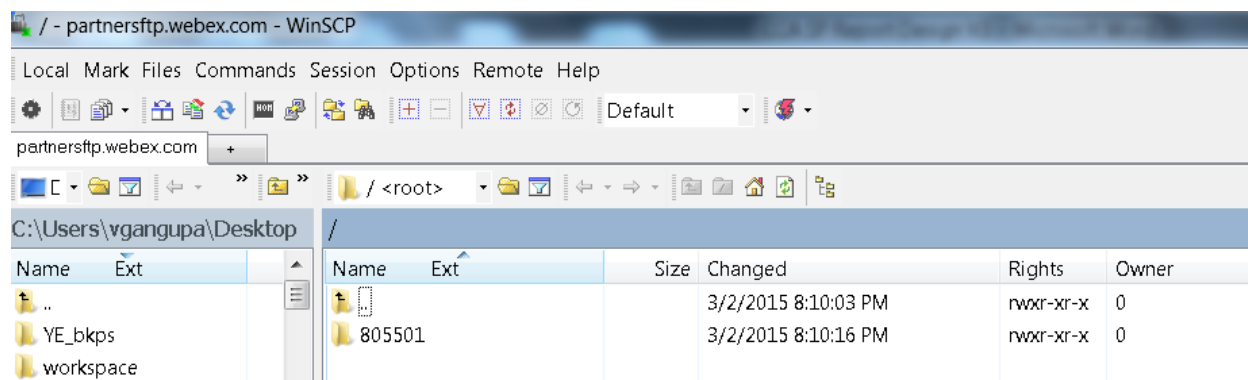 / - partnersftp.webex.com - WinSCP
Local Mark Files Commands Session Options Remote Help
Default
partnersftp.webex.com +
/ <root>
C:\Users\vgangupa\Desktop /
Name Ext Name Ext Size Changed Rights Owner
.. .. 3/2/2015 8:10:03 PM rwxr-xr-x 0
YE_bkps 805501 3/2/2015 8:10:16 PM rwxr-xr-x 0
workspace